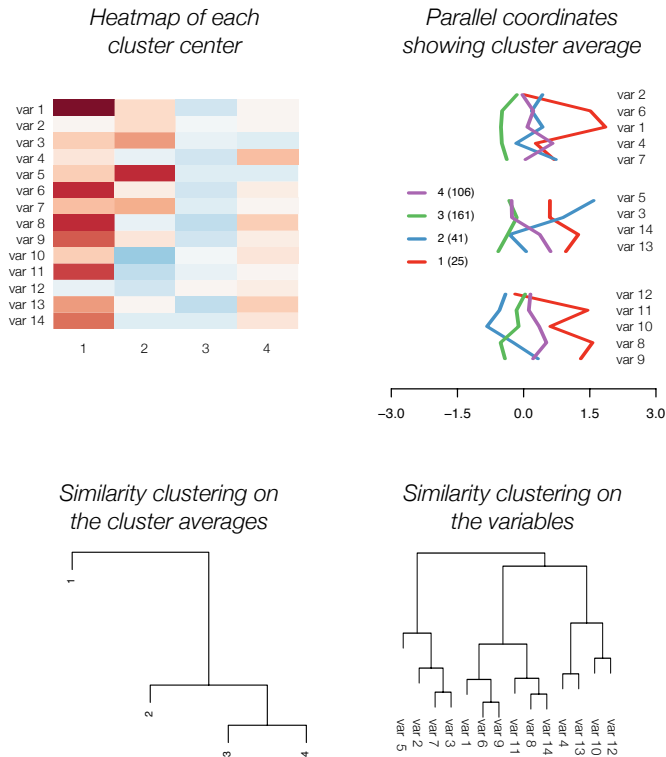 Heatmap of each
cluster center
var 1
var 2
var 3
var 4
var 5
var 6
var 7
var 8
var 9
var 10
var 11
var 12
var 13
var 14
1 2 3 4
Parallel coordinates
showing cluster average
var 2
var 6
var 1
var 4
var 7
4 (106)
3 (161)
2 (41)
1 (25)
var 5
var 3
var 14
var 13
var 12
var 11
var 10
var 8
var 9
−3.0 −1.5 0.0 1.5 3.0
Similarity clustering on
the cluster averages
1
2
3
4
Similarity clustering on
the variables
var 5
var 2
var 7
var 3
var 1
var 6
var 9
var 11
var 8
var 14
var 4
var 13
var 10
var 12